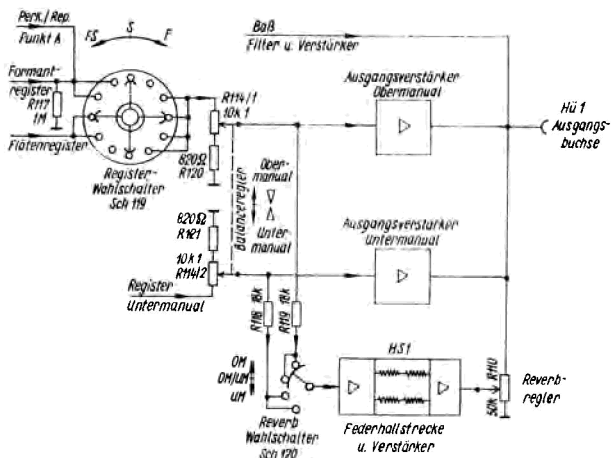 Perk./Rep.
Punkt A
FS
S
F
Formant-
register
R117
1M
Flötenregister
Register-
Wahlschalter
Sch 119
R114/1
10k 1
820Ω
R120
820Ω
R121
10k 1
R114/2
Register
Untermanual
Balanceregler
Ober-
manual
Unter-
manual
Baß
Filter u. Verstärker
Ausgangsverstärker
Obermanual
Hü 1
Ausgangs-
buchse
Ausgangsverstärker
Untermanual
R118
18k
R119
18k
OM
OM/UM
UM
Reverb
Wahlschalter
Sch 120
HS1
Federhallstrecke
u. Verstärker
R110
50k
Reverb-
regler